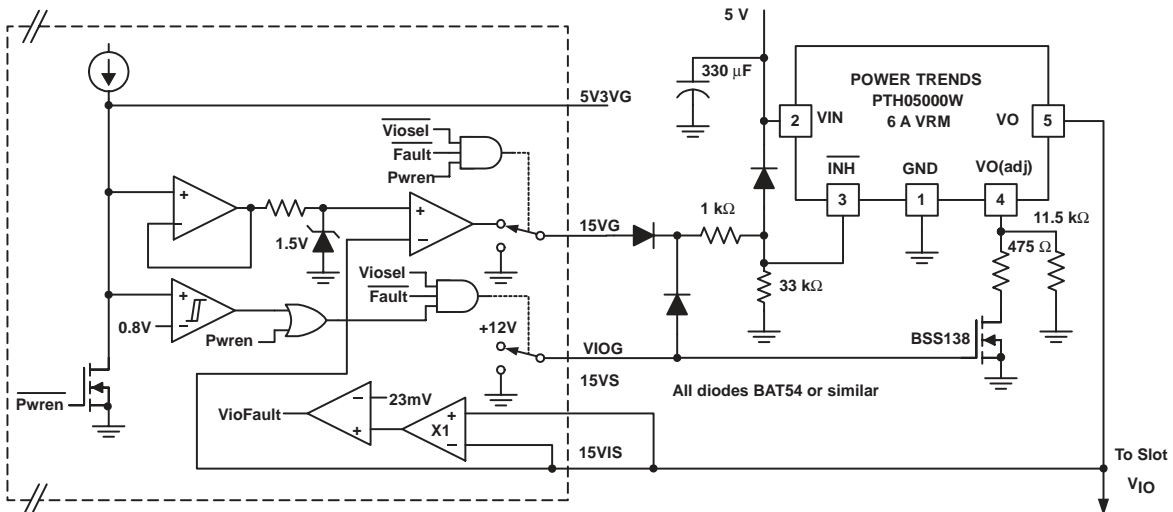 5 V
330 μF
POWER TRENDS
PTH05000W
6 A VRM
2
VIN
VO
5
5V3VG
Viosel
Fault
Pwren
INH
GND
VO(adj)
3
1
4
+
−
1.5V
+
−
15VG
1 kΩ
11.5 kΩ
475 Ω
33 kΩ
Viosel
Fault
+
−
0.8V
Pwren
+12V
VIOG
BSS138
15VS
All diodes BAT54 or similar
Pwren
VioFault
−
23mV
+
+
X1
−
15VIS
To Slot
VIO